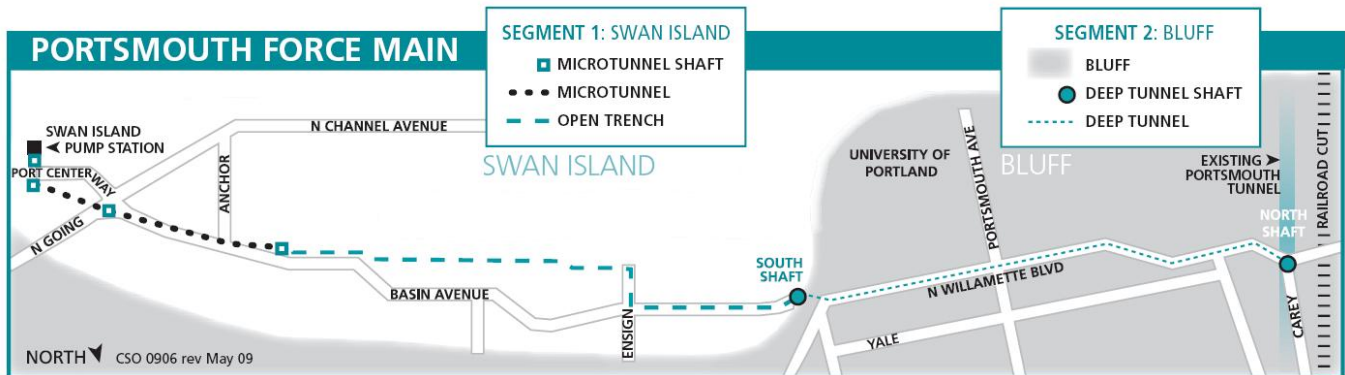 PORTSMOUTH FORCE MAIN
SEGMENT 1: SWAN ISLAND
MICROTUNNEL SHAFT
MICROTUNNEL
OPEN TRENCH
SEGMENT 2: BLUFF
BLUFF
DEEP TUNNEL SHAFT
DEEP TUNNEL
SWAN ISLAND
PUMP STATION
PORT CENTER WAY
N GOING
N CHANNEL AVENUE
ANCHOR
SWAN ISLAND
BASIN AVENUE
ENSIGN
SOUTH
SHAFT
UNIVERSITY OF
PORTLAND
PORTSMOUTH AVE
BLUFF
N WILLAMETTE BLVD
YALE
EXISTING
PORTSMOUTH
TUNNEL
NORTH
SHAFT
RAILROAD CUT
CAREY
NORTH
CSO 0906 rev May 09